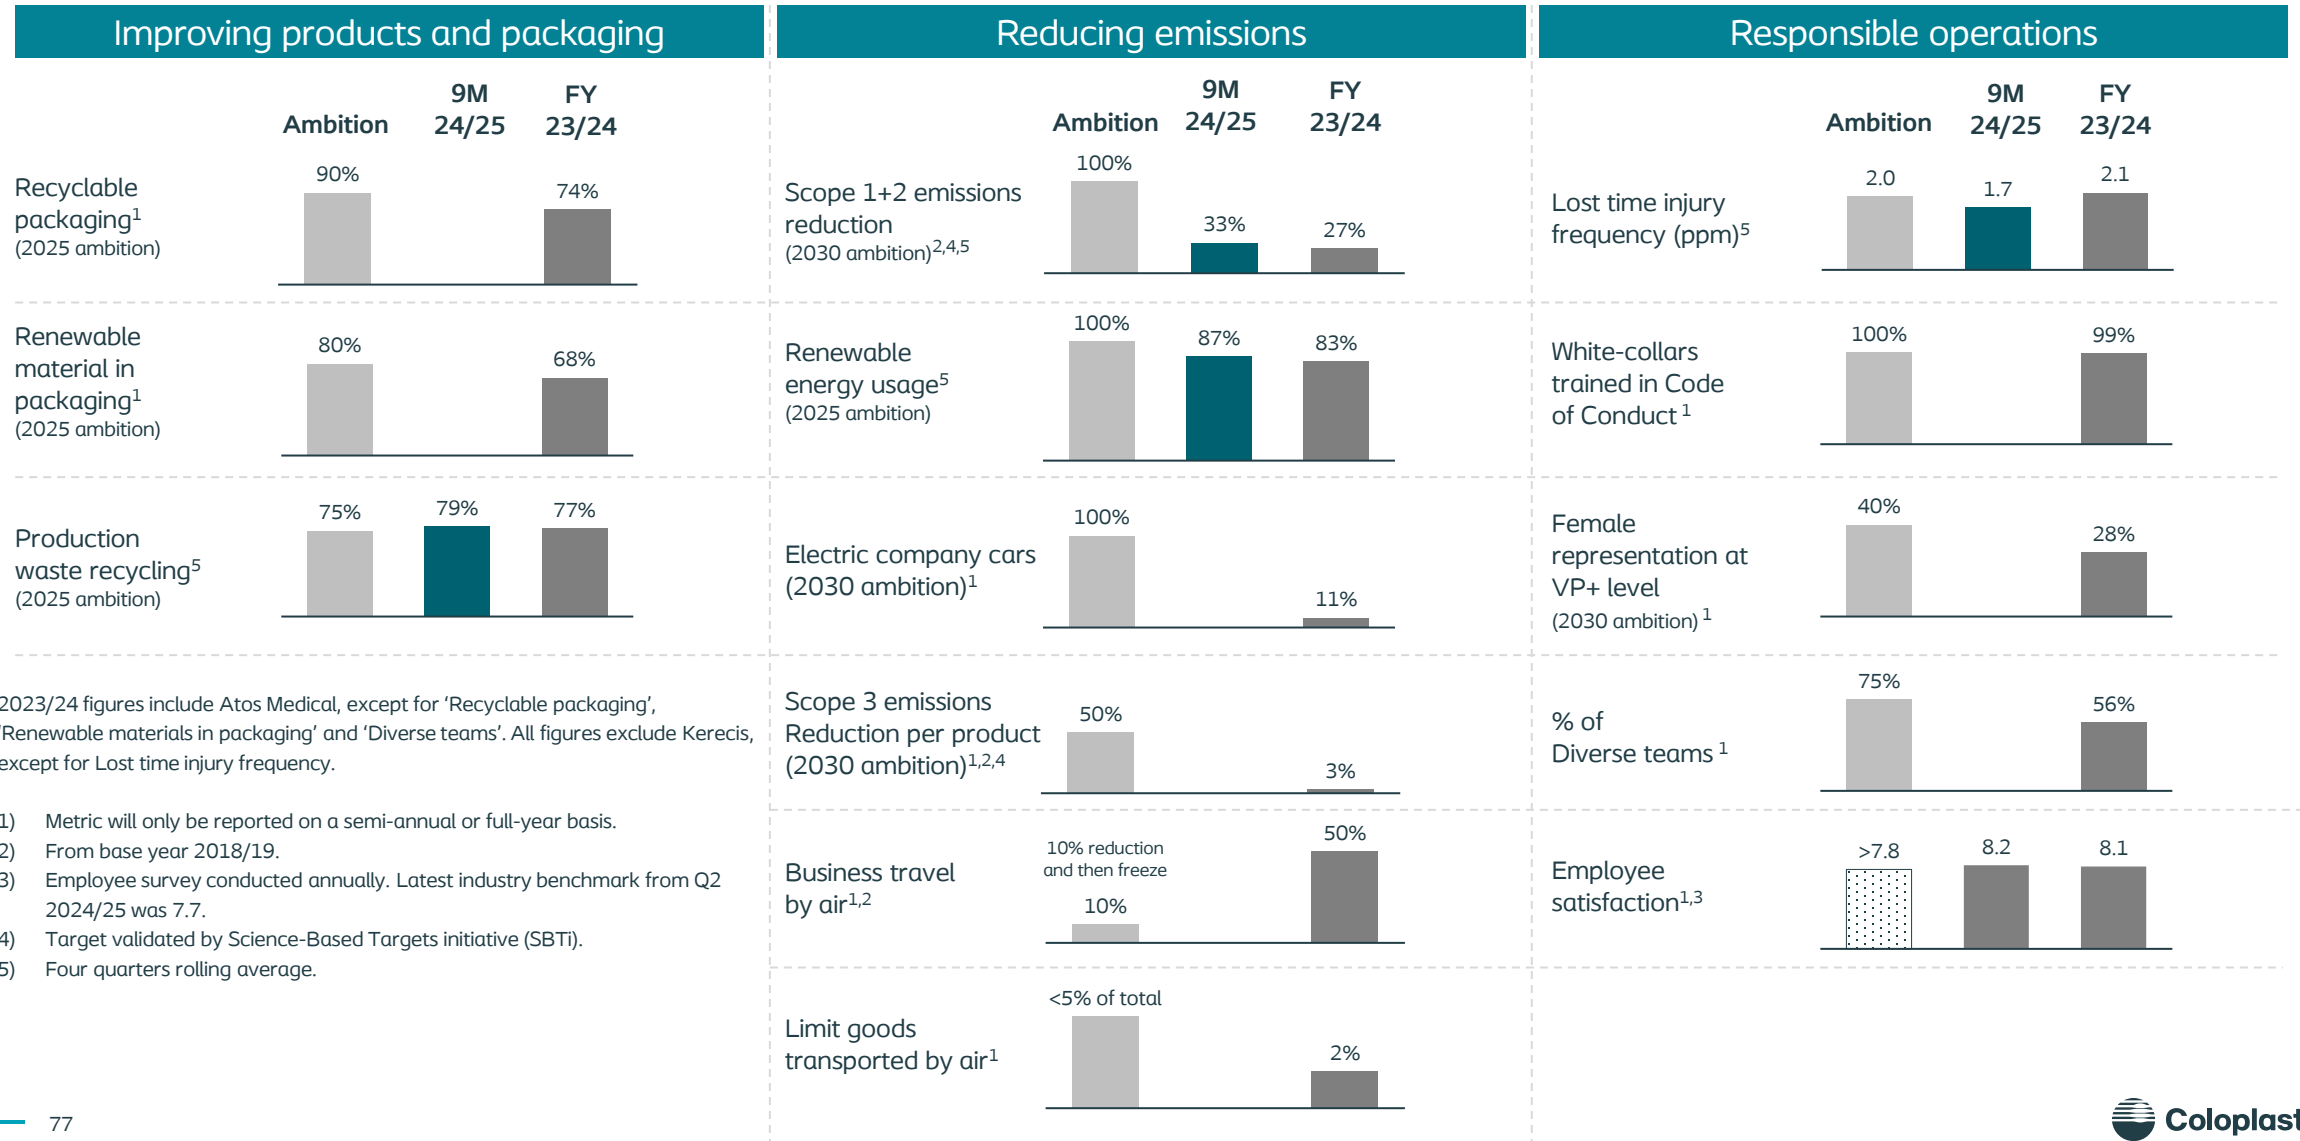 Improving products and packaging
Ambition
9M
24/25
FY
23/24
Recyclable
packaging1
(2025 ambition)
90%
74%
Renewable
material in
packaging1
(2025 ambition)
80%
68%
Production
waste recycling5
(2025 ambition)
75%
79%
77%
2023/24 figures include Atos Medical, except for ‘Recyclable packaging’,
‘Renewable materials in packaging’ and ‘Diverse teams’. All figures exclude Kerecis,
except for Lost time injury frequency.
1) Metric will only be reported on a semi-annual or full-year basis.
2) From base year 2018/19.
3) Employee survey conducted annually. Latest industry benchmark from Q2
2024/25 was 7.7.
4) Target validated by Science-Based Targets initiative (SBTi).
5) Four quarters rolling average.
77
Reducing emissions
Ambition
9M
24/25
FY
23/24
Scope 1+2 emissions
reduction
(2030 ambition)2,4,5
100%
33%
27%
Renewable
energy usage5
(2025 ambition)
100%
87%
83%
Electric company cars
(2030 ambition)1
100%
11%
Scope 3 emissions
Reduction per product
(2030 ambition)1,2,4
50%
3%
Business travel
by air1,2
10% reduction
and then freeze
10%
50%
Limit goods
transported by air1
<5% of total
2%
Responsible operations
Ambition
9M
24/25
FY
23/24
Lost time injury
frequency (ppm)5
2.0
1.7
2.1
White-collars
trained in Code
of Conduct 1
100%
99%
Female
representation at
VP+ level
(2030 ambition) 1
40%
28%
% of
Diverse teams 1
75%
56%
Employee
satisfaction1,3
>7.8
8.2
8.1
Coloplast